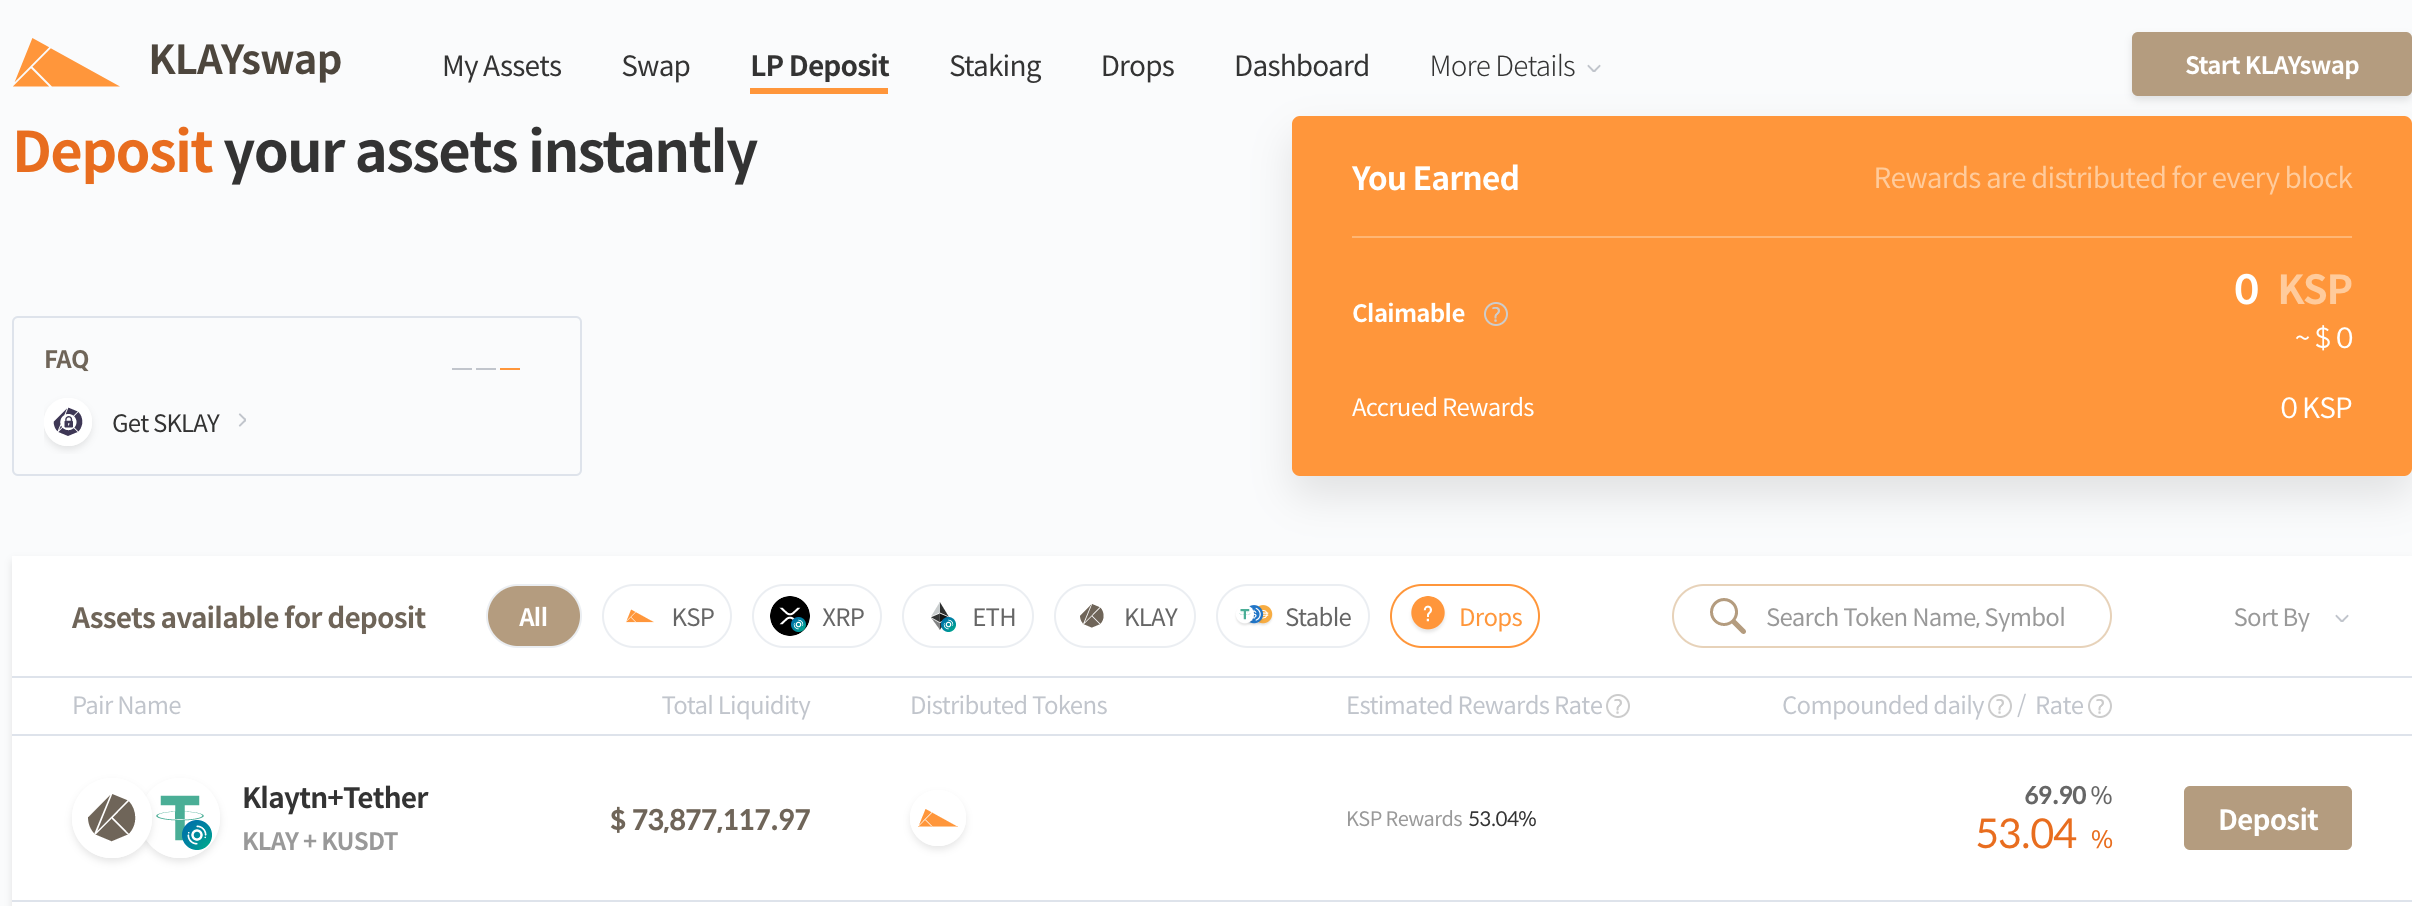 KLAYswap
My Assets
Swap
LP Deposit
Staking
Drops
Dashboard
More Details
Start KLAYswap
Deposit your assets instantly
You Earned
Rewards are distributed for every block
Claimable ?
0 KSP
~ $ 0
Accrued Rewards
0 KSP
FAQ
Get SKLAY
Assets available for deposit
All
KSP
XRP
ETH
KLAY
Stable
? Drops
Search Token Name, Symbol
Sort By
Pair Name
Total Liquidity
Distributed Tokens
Estimated Rewards Rate ?
Compounded daily ? / Rate ?
Klaytn+Tether
KLAY + KUSDT
$ 73,877,117.97
KSP Rewards 53.04%
69.90 %
53.04 %
Deposit